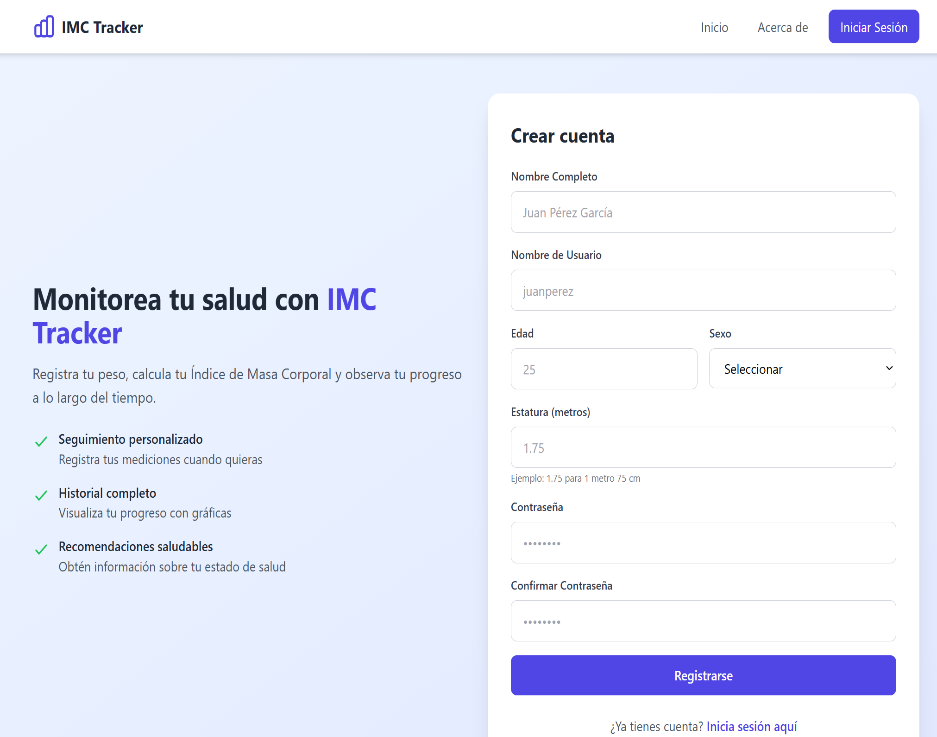 IMC Tracker
Inicio
Acerca de
Iniciar Sesión
Monitorea tu salud con IMC
Tracker
Registra tu peso, calcula tu Índice de Masa Corporal y observa tu progreso
a lo largo del tiempo.
Seguimiento personalizado
Registra tus mediciones cuando quieras
Historial completo
Visualiza tu progreso con gráficas
Recomendaciones saludables
Obtén información sobre tu estado de salud
Crear cuenta
Nombre Completo
Juan Pérez García
Nombre de Usuario
juanperez
Edad
25
Sexo
Seleccionar
Estatura (metros)
1.75
Ejemplo: 1.75 para 1 metro 75 cm
Contraseña
••••••••
Confirmar Contraseña
••••••••
Registrarse
¿Ya tienes cuenta? Inicia sesión aquí